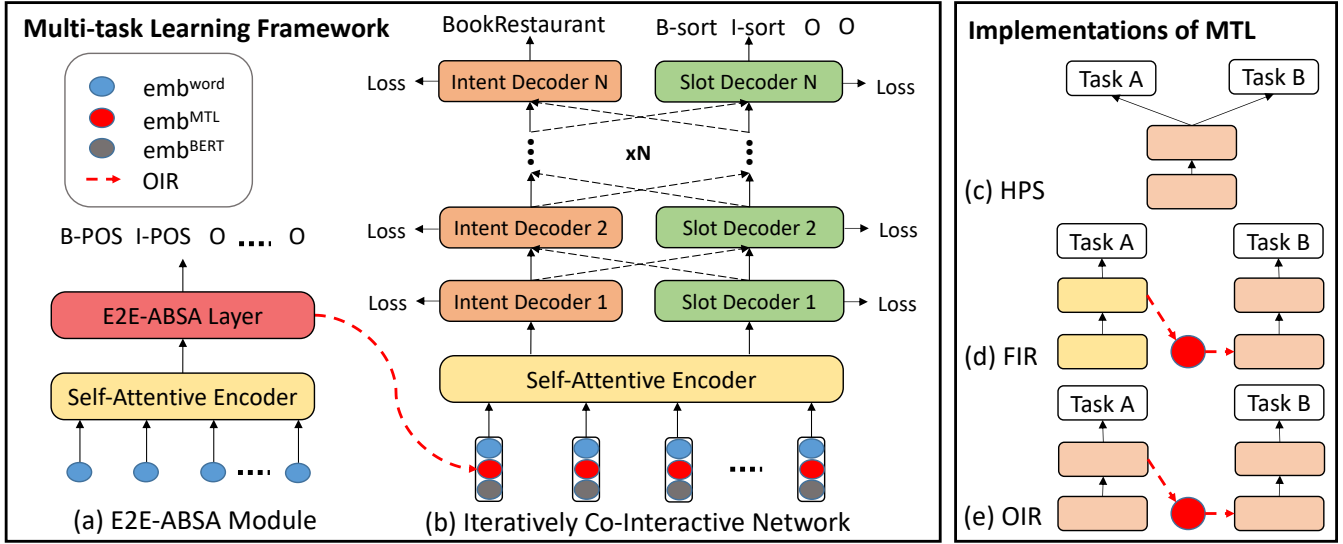 Multi-task Learning Framework
emb^word
emb^MTL
emb^BERT
OIR
B-POS I-POS O O
E2E-ABSA Layer
Self-Attentive Encoder
(a) E2E-ABSA Module
BookRestaurant
B-sort I-sort O O
Loss Intent Decoder N Slot Decoder N Loss
xN
Loss Intent Decoder 2 Slot Decoder 2 Loss
Loss Intent Decoder 1 Slot Decoder 1 Loss
Self-Attentive Encoder
(b) Iteratively Co-Interactive Network
Implementations of MTL
Task A Task B
(c) HPS
Task A Task B
(d) FIR
Task A Task B
(e) OIR